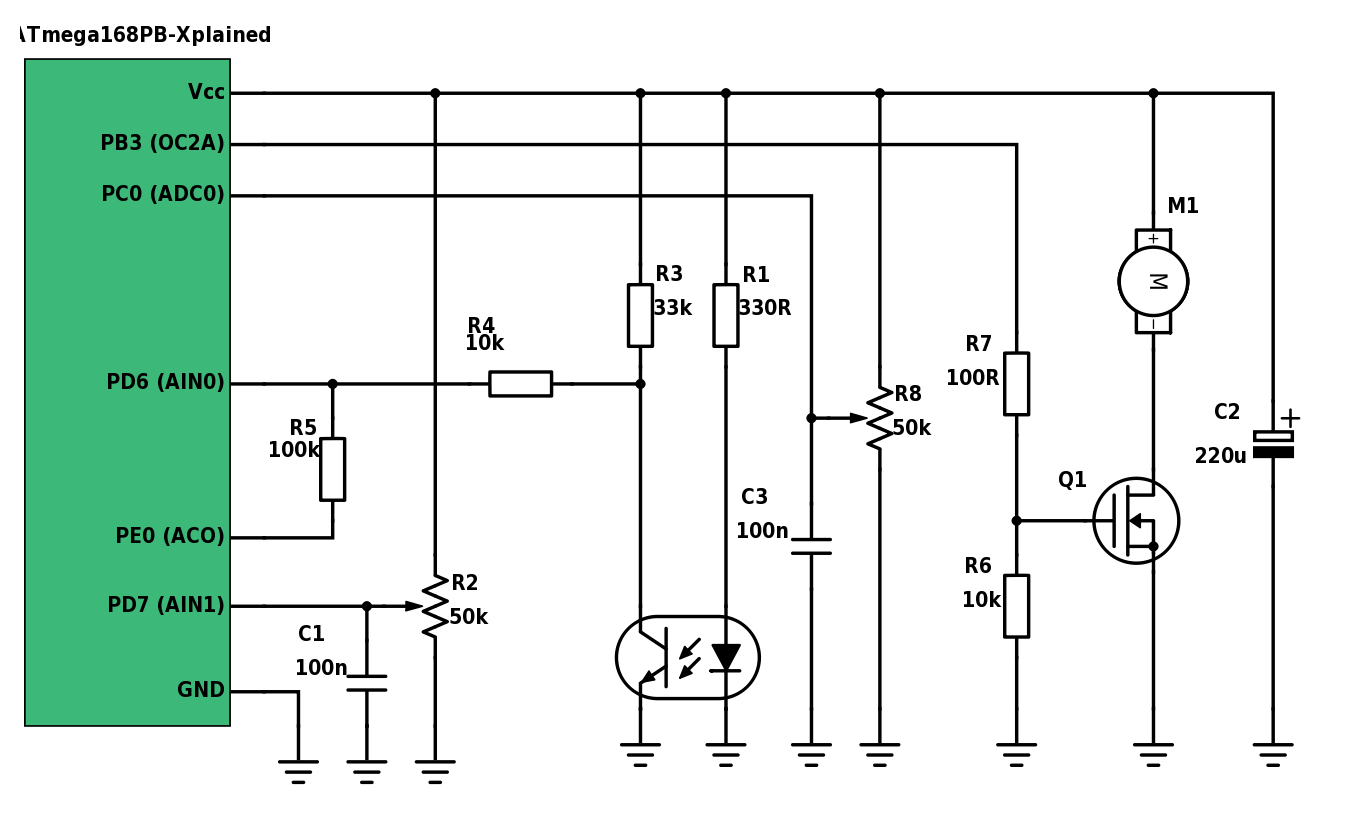 ATmega168PB-Xplained
Vcc
PB3 (OC2A)
PC0 (ADC0)
M1
+
M
−
R3
33k
R1
330R
R4
10k
R7
100R
PD6 (AIN0)
R8
50k
C2
+
220u
R5
100k
Q1
C3
100n
PE0 (ACO)
R6
10k
R2
50k
PD7 (AIN1)
C1
100n
GND